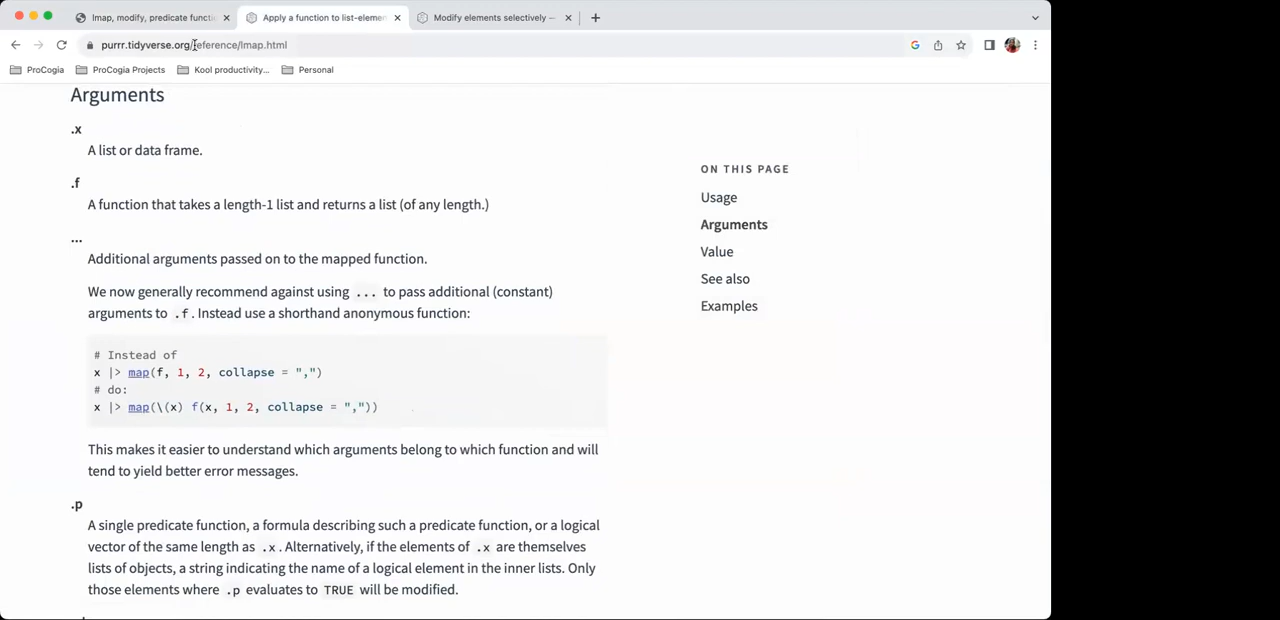 lmap, modify, predicate functi
Apply a function to list-elemen
Modify elements selectively —
purrr.tidyverse.org/reference/lmap.html
ProCogia
ProCogia Projects
Kool productivity...
Personal
Arguments
.x
A list or data frame.
.f
A function that takes a length-1 list and returns a list (of any length.)
...
Additional arguments passed on to the mapped function.
We now generally recommend against using ... to pass additional (constant)
arguments to .f. Instead use a shorthand anonymous function:
# Instead of
x |> map(f, 1, 2, collapse = ",")
# do:
x |> map(\(x) f(x, 1, 2, collapse = ","))
This makes it easier to understand which arguments belong to which function and will
tend to yield better error messages.
.p
A single predicate function, a formula describing such a predicate function, or a logical
vector of the same length as .x. Alternatively, if the elements of .x are themselves
lists of objects, a string indicating the name of a logical element in the inner lists. Only
those elements where .p evaluates to TRUE will be modified.
ON THIS PAGE
Usage
Arguments
Value
See also
Examples